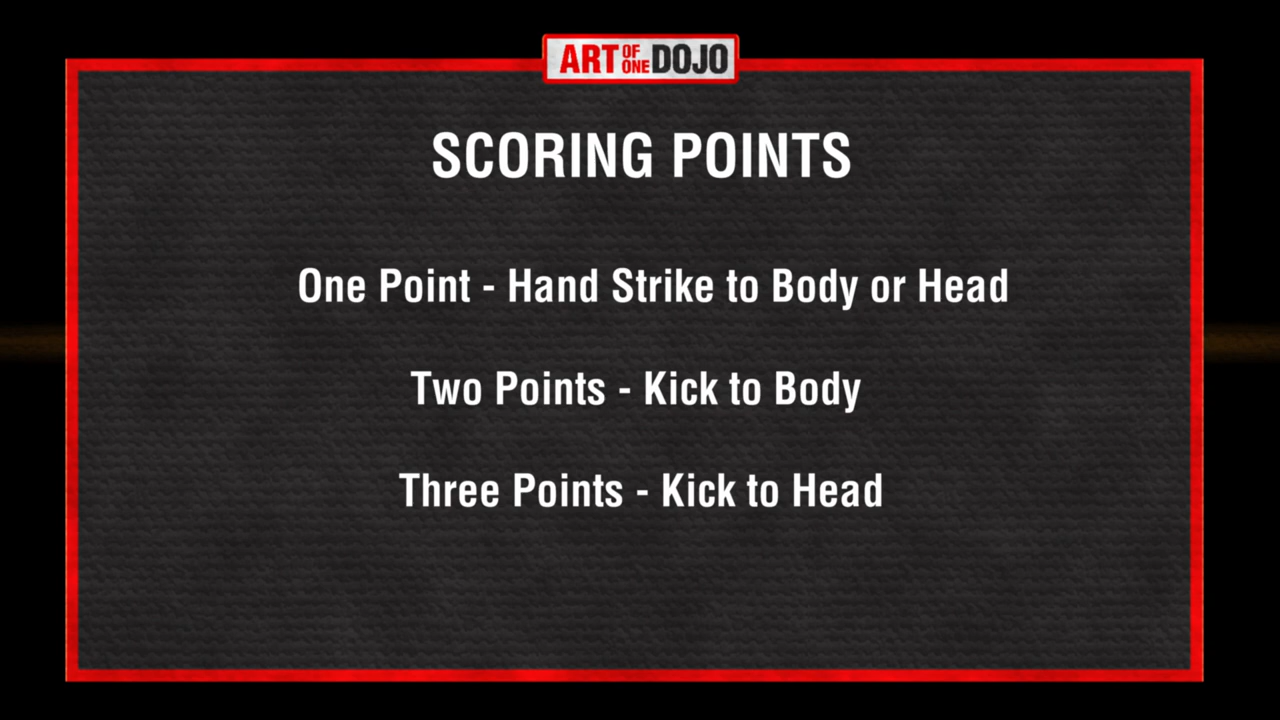 ART OF ONE DOJO
SCORING POINTS
One Point - Hand Strike to Body or Head
Two Points - Kick to Body
Three Points - Kick to Head